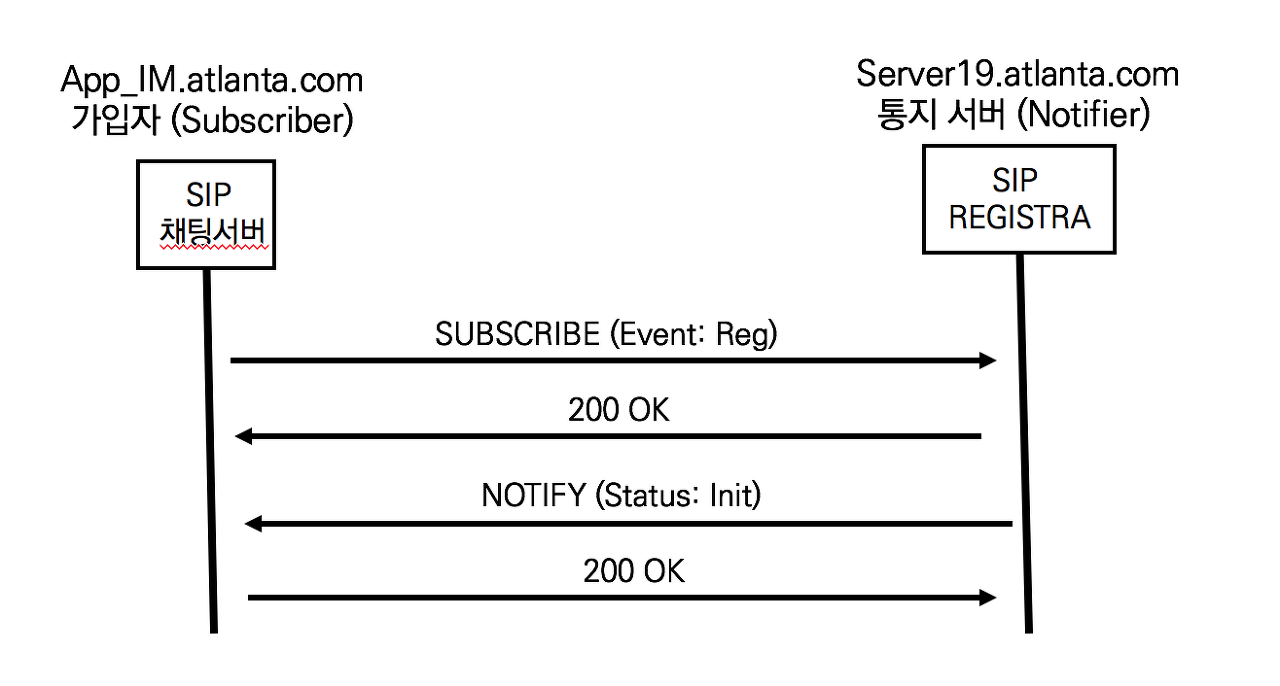 App_IM.atlanta.com
가입자 (Subscriber)
Server19.atlanta.com
통지 서버 (Notifier)
SIP
채팅서버
SIP
REGISTRA
SUBSCRIBE (Event: Reg)
200 OK
NOTIFY (Status: Init)
200 OK